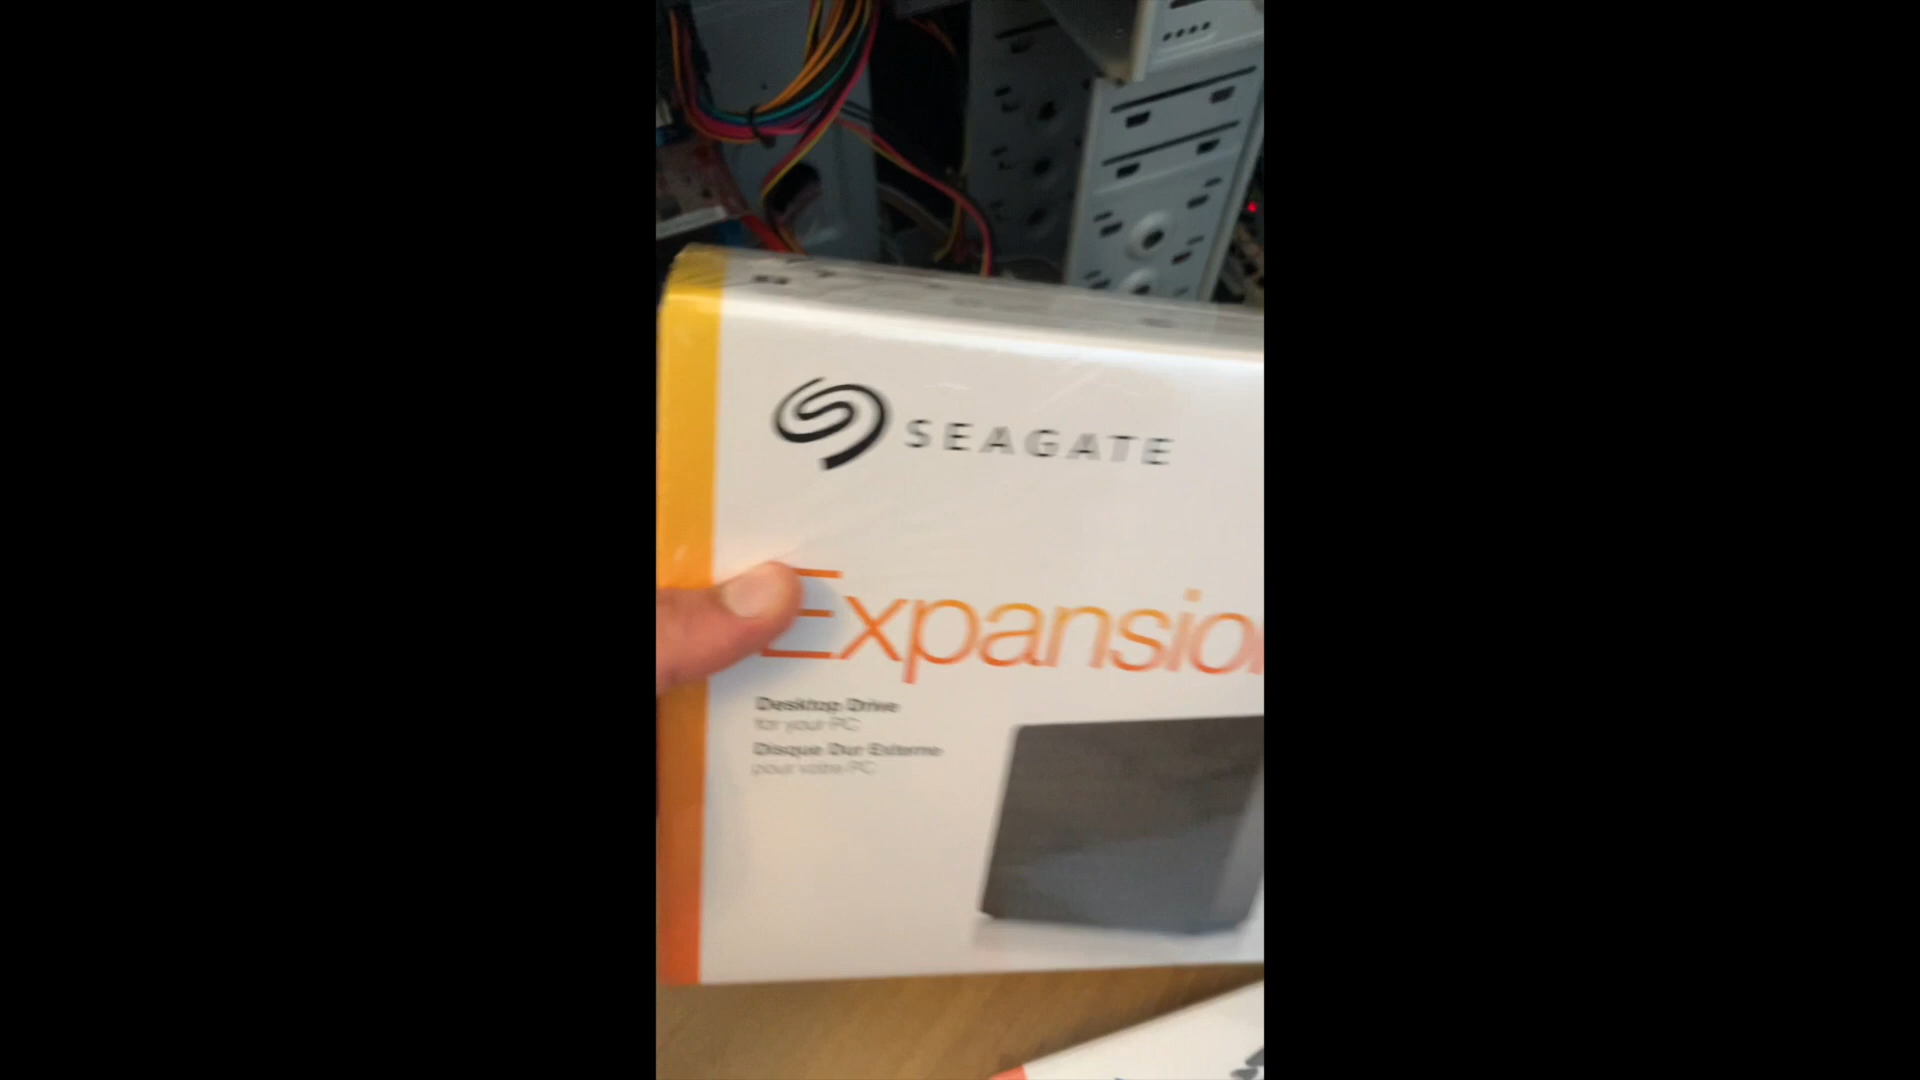 SEAGATE
Expansion
Desktop Drive
for your PC
Disque Dur Externe
pour votre PC